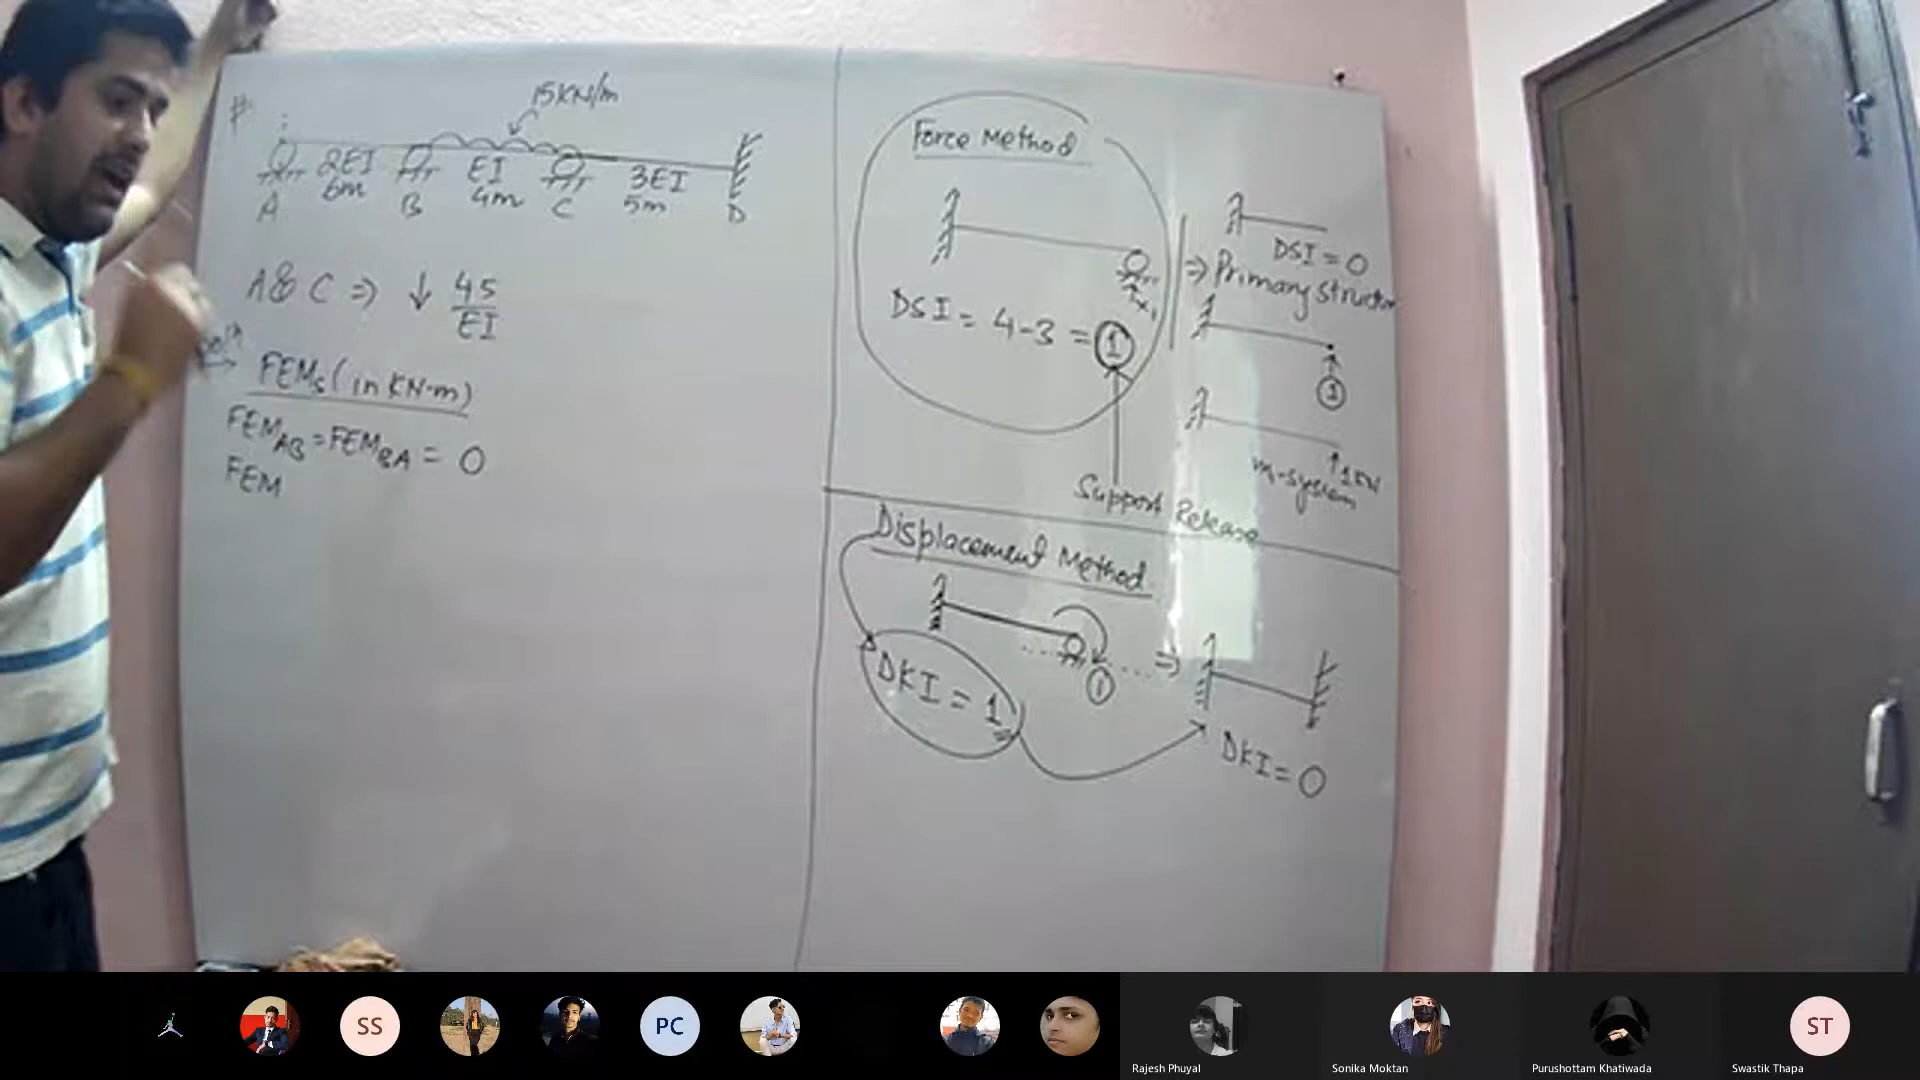 #
15KN/m
2EI
EI
3EI
6m
4m
5m
A
B
C
D
A & C ⇒ ↓ 45/EI
FEMs (in KN-m)
FEMAB = FEMBA = 0
FEM
Force Method
DSI = 4-3 = 1
Support Release
DSI = 0
⇒ Primary structure
1
m-system
Displacement Method
1
⇒
DKI = 1
DKI = 0
SS
PC
Rajesh Phuyal
Sonika Moktan
Purushottam Khatiwada
ST
Swastik Thapa